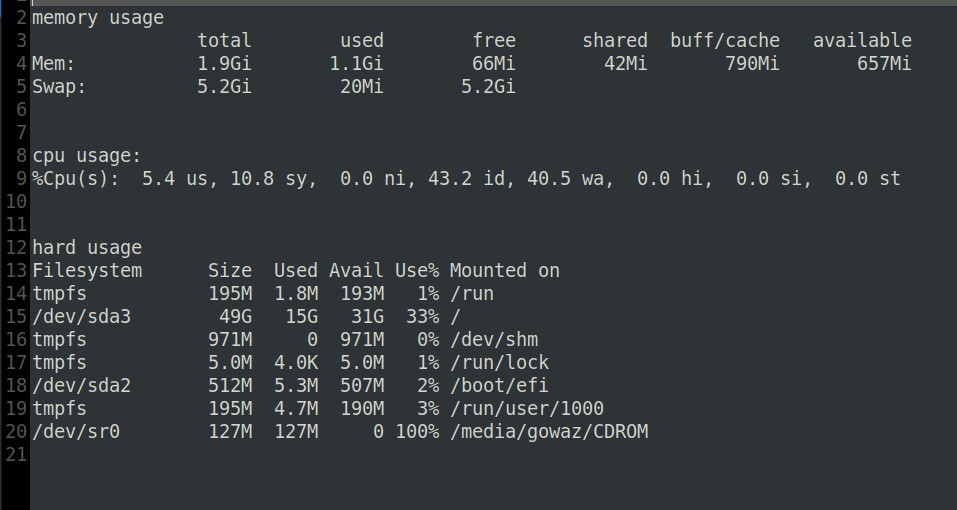 2 memory usage
3                total        used        free      shared  buff/cache   available
4 Mem:           1.9Gi       1.1Gi        66Mi        42Mi       790Mi       657Mi
5 Swap:          5.2Gi        20Mi       5.2Gi
6
7
8 cpu usage:
9 %Cpu(s):  5.4 us, 10.8 sy,  0.0 ni, 43.2 id, 40.5 wa,  0.0 hi,  0.0 si,  0.0 st
10
11
12 hard usage
13 Filesystem      Size  Used Avail Use% Mounted on
14 tmpfs           195M  1.8M  193M   1% /run
15 /dev/sda3        49G   15G   31G  33% /
16 tmpfs           971M     0  971M   0% /dev/shm
17 tmpfs           5.0M  4.0K  5.0M   1% /run/lock
18 /dev/sda2       512M  5.3M  507M   2% /boot/efi
19 tmpfs           195M  4.7M  190M   3% /run/user/1000
20 /dev/sr0        127M  127M     0 100% /media/gowaz/CDROM
21